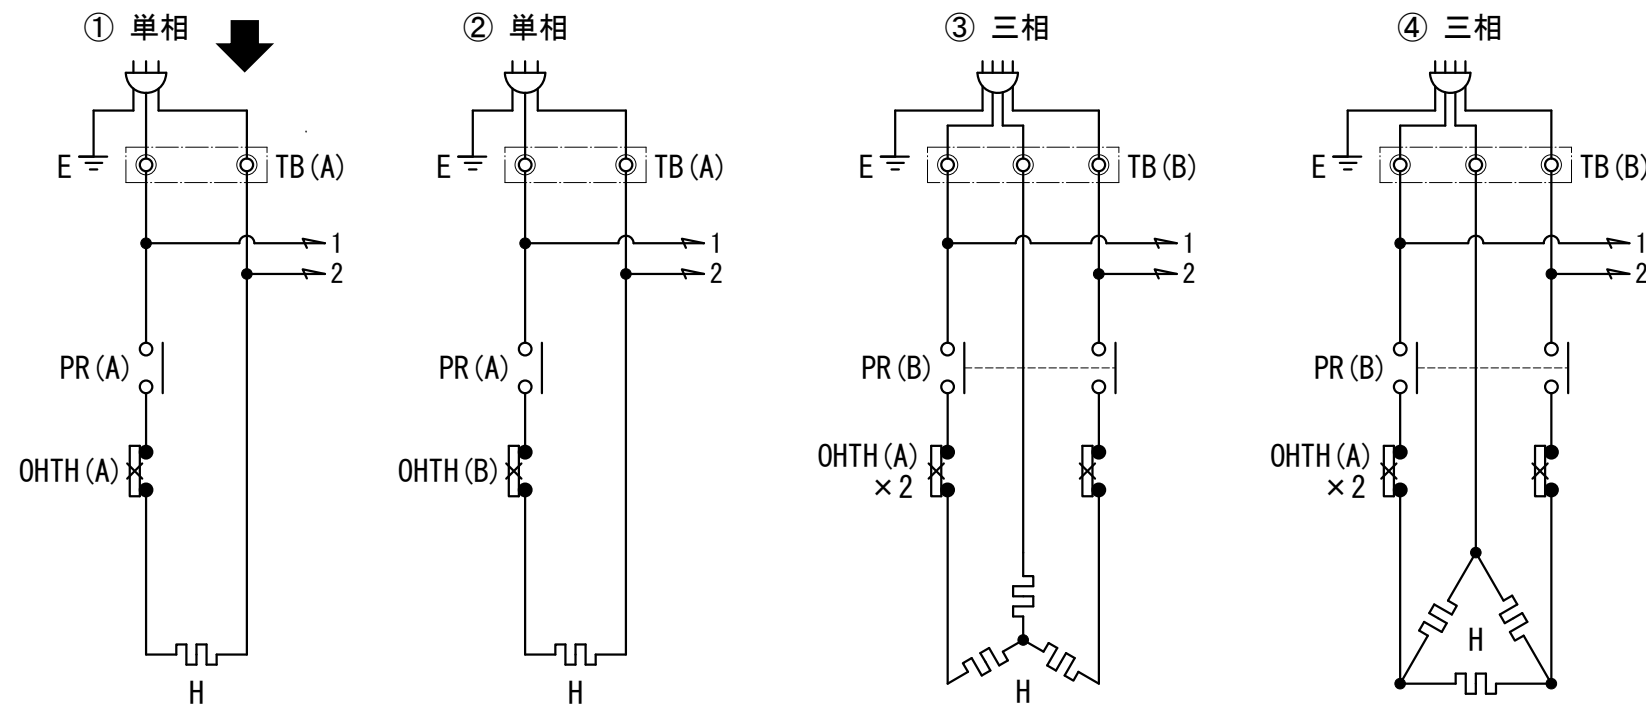 ① 単相
② 単相
③ 三相
④ 三相
E
TB(A)
E
TB(A)
E
TB(B)
E
TB(B)
1
1
1
1
2
2
2
2
PR(A)
PR(A)
PR(B)
PR(B)
OHTH(A)
OHTH(B)
OHTH(A)
×2
OHTH(A)
×2
H
H
H
H